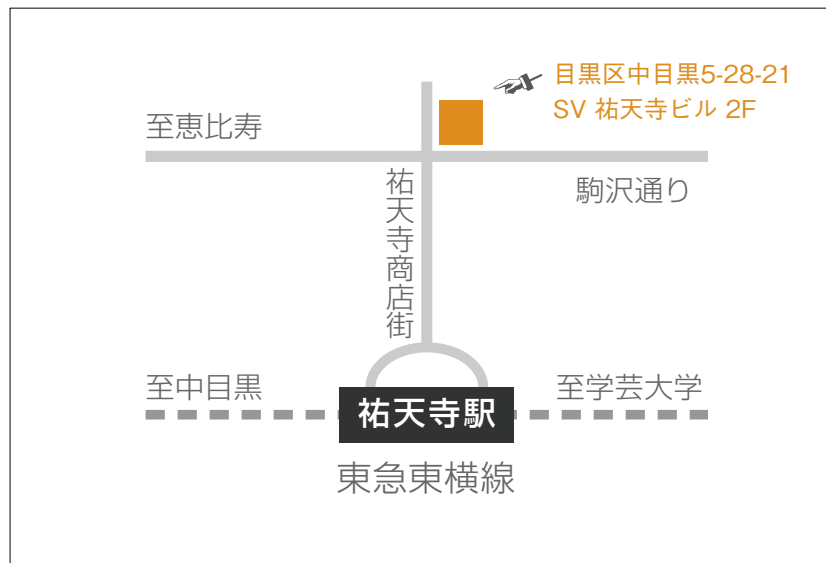 目黒区中目黒5-28-21
SV 祐天寺ビル 2F
至恵比寿
駒沢通り
祐天寺商店街
至中目黒
至学芸大学
祐天寺駅
東急東横線